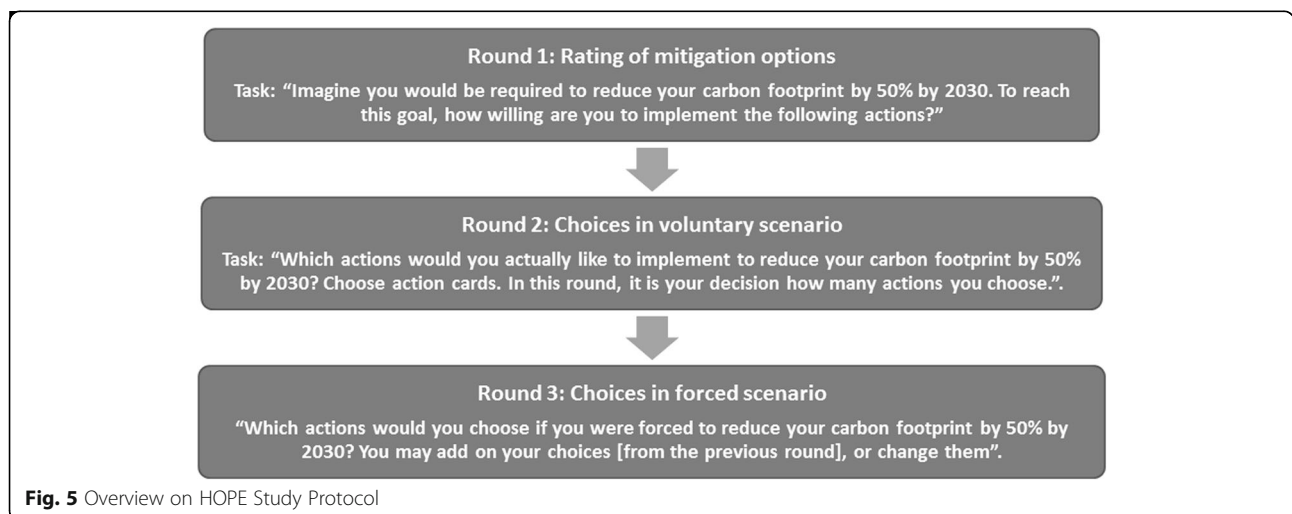 Round 1: Rating of mitigation options
Task: “Imagine you would be required to reduce your carbon footprint by 50% by 2030. To reach
this goal, how willing are you to implement the following actions?”
Round 2: Choices in voluntary scenario
Task: “Which actions would you actually like to implement to reduce your carbon footprint by 50%
by 2030? Choose action cards. In this round, it is your decision how many actions you choose.”.
Round 3: Choices in forced scenario
“Which actions would you choose if you were forced to reduce your carbon footprint by 50% by
2030? You may add on your choices [from the previous round], or change them”.
Fig. 5 Overview on HOPE Study Protocol